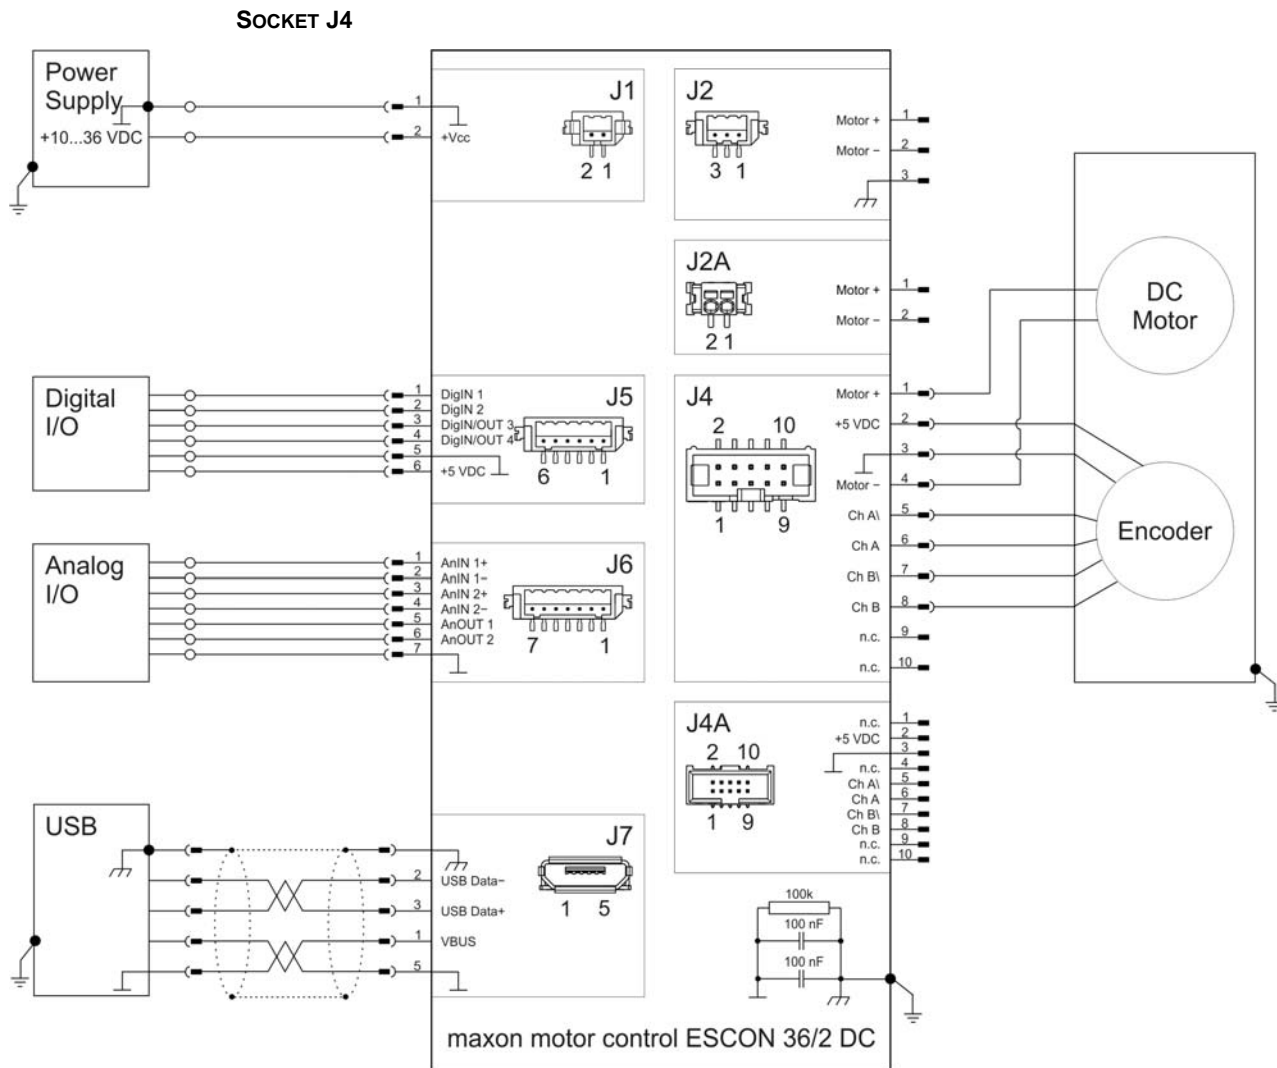 SOCKET J4
Power
Supply
+10...36 VDC
1
2
+Vcc
J1
2 1
J2
3 1
Motor +
1
Motor −
2
3
J2A
2 1
Motor +
1
Motor −
2
DC
Motor
Encoder
Digital
I/O
1
DigIN 1
2
DigIN 2
3
DigIN/OUT 3
4
DigIN/OUT 4
5
6
+5 VDC
J5
6 1
J4
2 10
1 9
Motor +
1
+5 VDC
2
3
Motor −
4
Ch A\
5
Ch A
6
Ch B\
7
Ch B
8
n.c.
9
n.c.
10
Analog
I/O
1
AnIN 1+
2
AnIN 1−
3
AnIN 2+
4
AnIN 2−
5
AnOUT 1
6
AnOUT 2
7
J6
7 1
J4A
2 10
1 9
n.c.
1
+5 VDC
2
3
n.c.
4
Ch A\
5
Ch A
6
Ch B\
7
Ch B
8
n.c.
9
n.c.
10
USB
2
USB Data−
3
USB Data+
1
VBUS
5
J7
1 5
100k
100 nF
100 nF
maxon motor control ESCON 36/2 DC